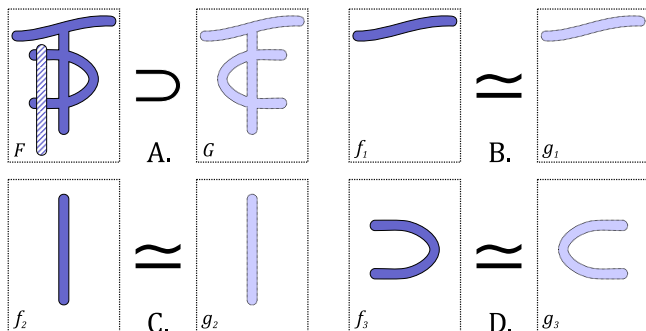 F ⊃ G A.
f₁ ≃ g₁ B.
f₂ ≃ g₂ C.
f₃ ≃ g₃ D.